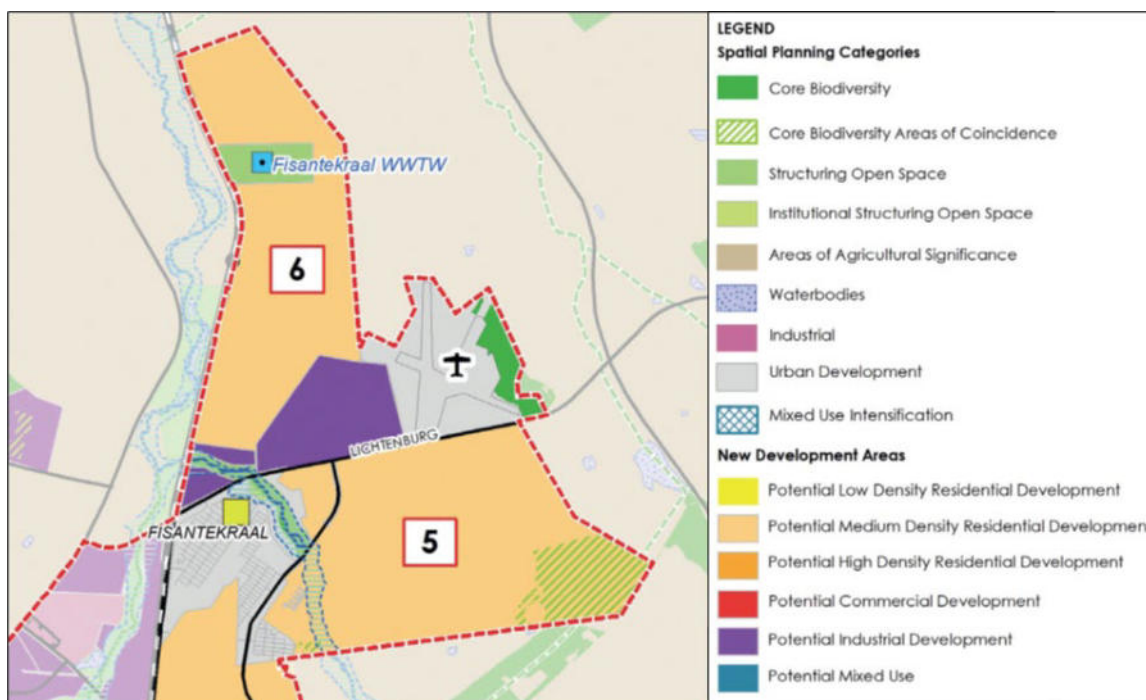 Fisantekraal WWTW
6
LICHTENBURG
FISANTEKRAAL
5
LEGEND
Spatial Planning Categories
Core Biodiversity
Core Biodiversity Areas of Coincidence
Structuring Open Space
Institutional Structuring Open Space
Areas of Agricultural Significance
Waterbodies
Industrial
Urban Development
Mixed Use Intensification
New Development Areas
Potential Low Density Residential Development
Potential Medium Density Residential Development
Potential High Density Residential Development
Potential Commercial Development
Potential Industrial Development
Potential Mixed Use